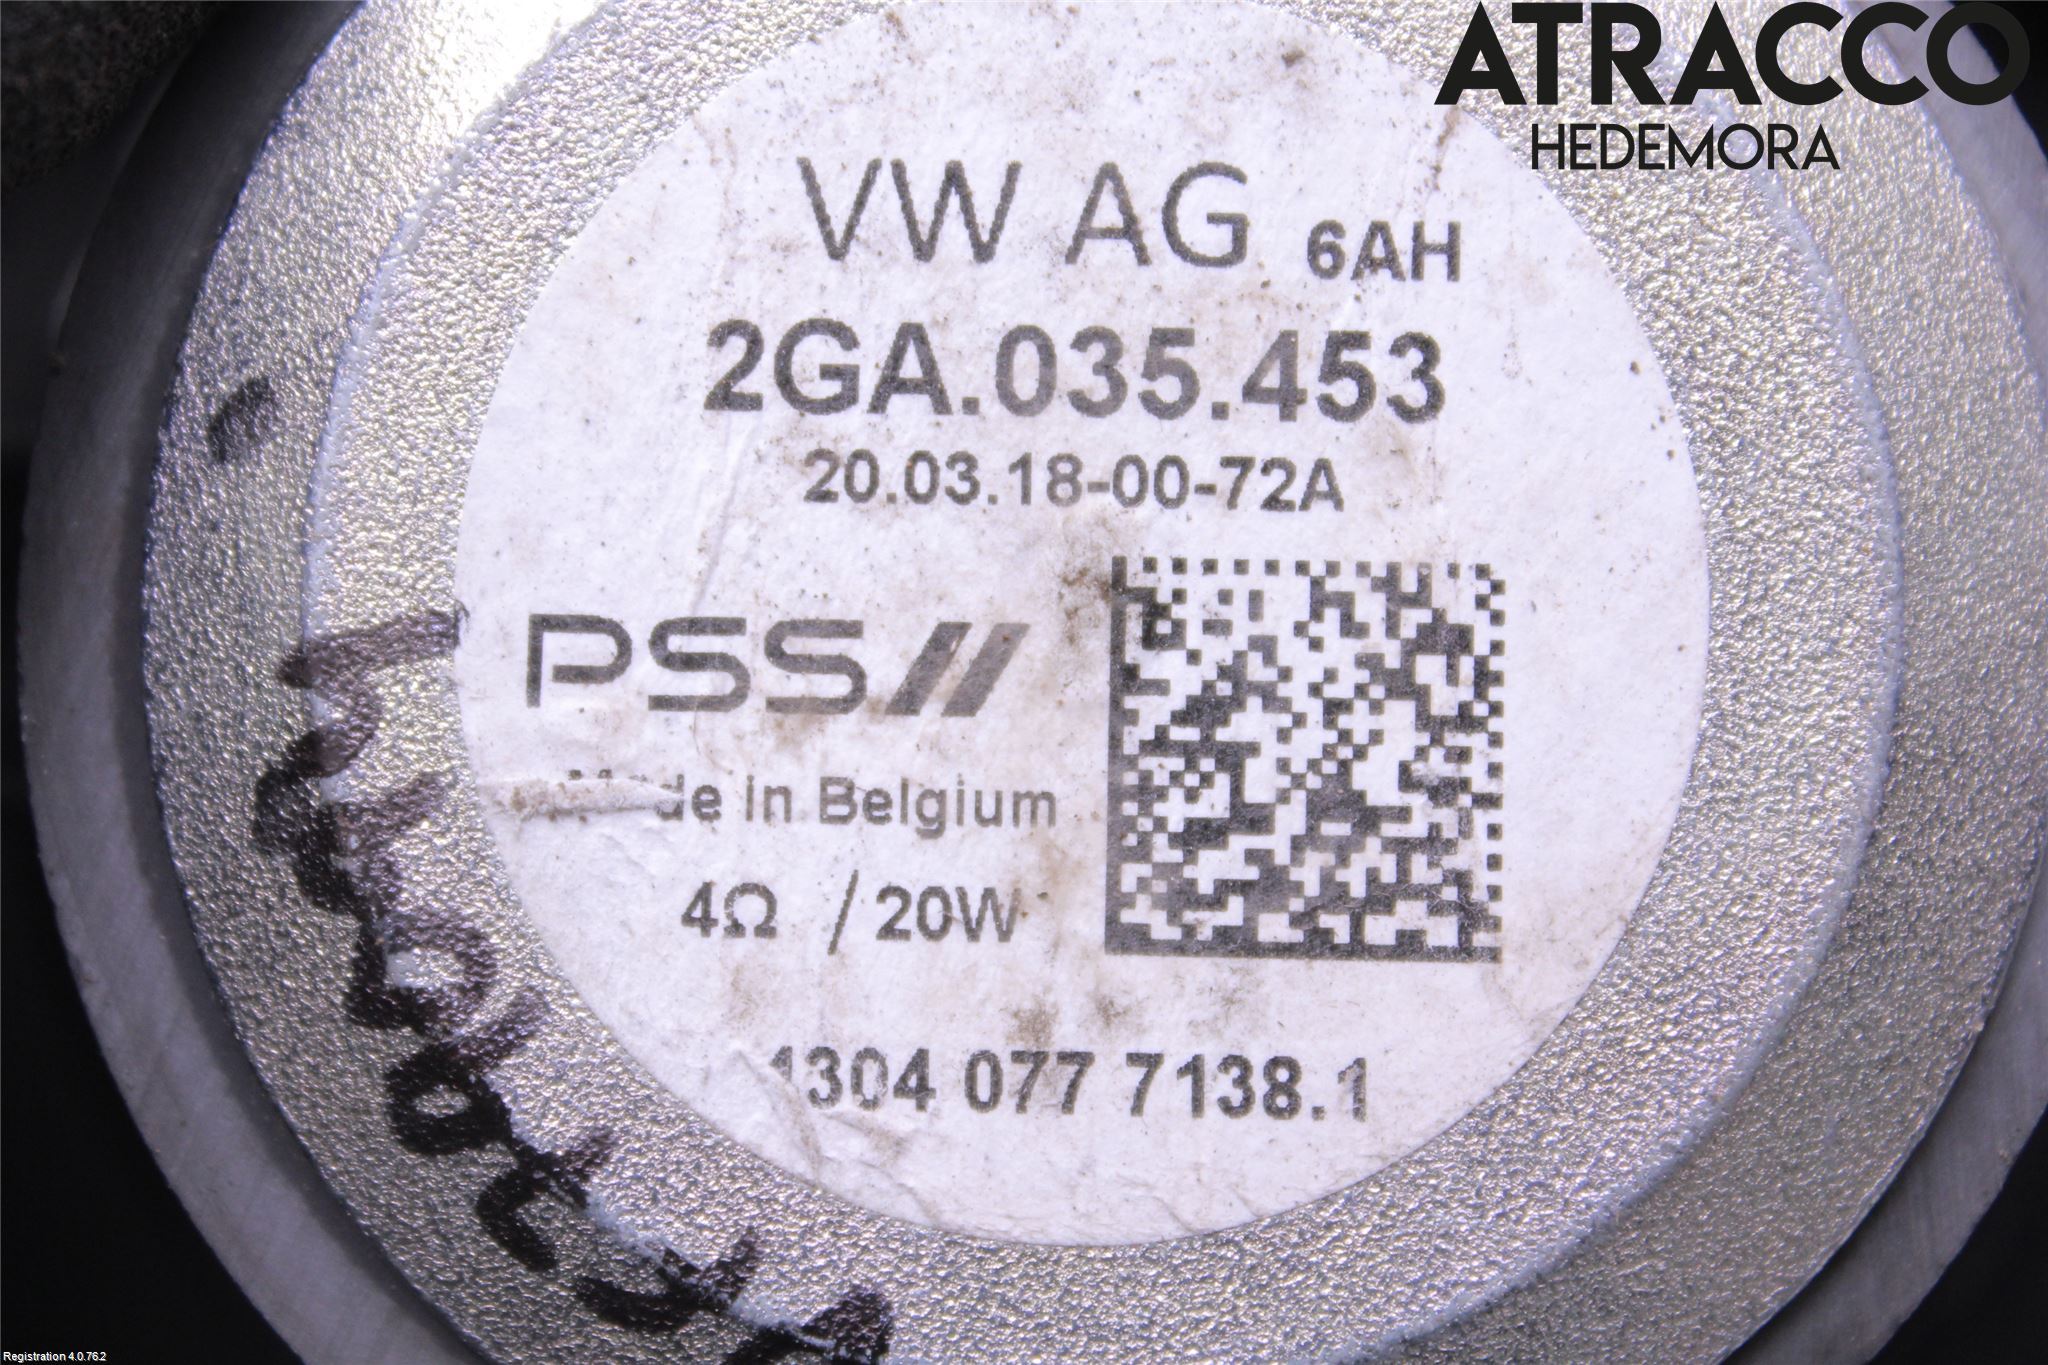 ATRACCO
HEDEMORA
VW AG 6AH
2GA.035.453
20.03.18-00-72A
PSS
Made in Belgium
4Ω / 20W
1304 077 7138.1
Registration 4.0.76.2